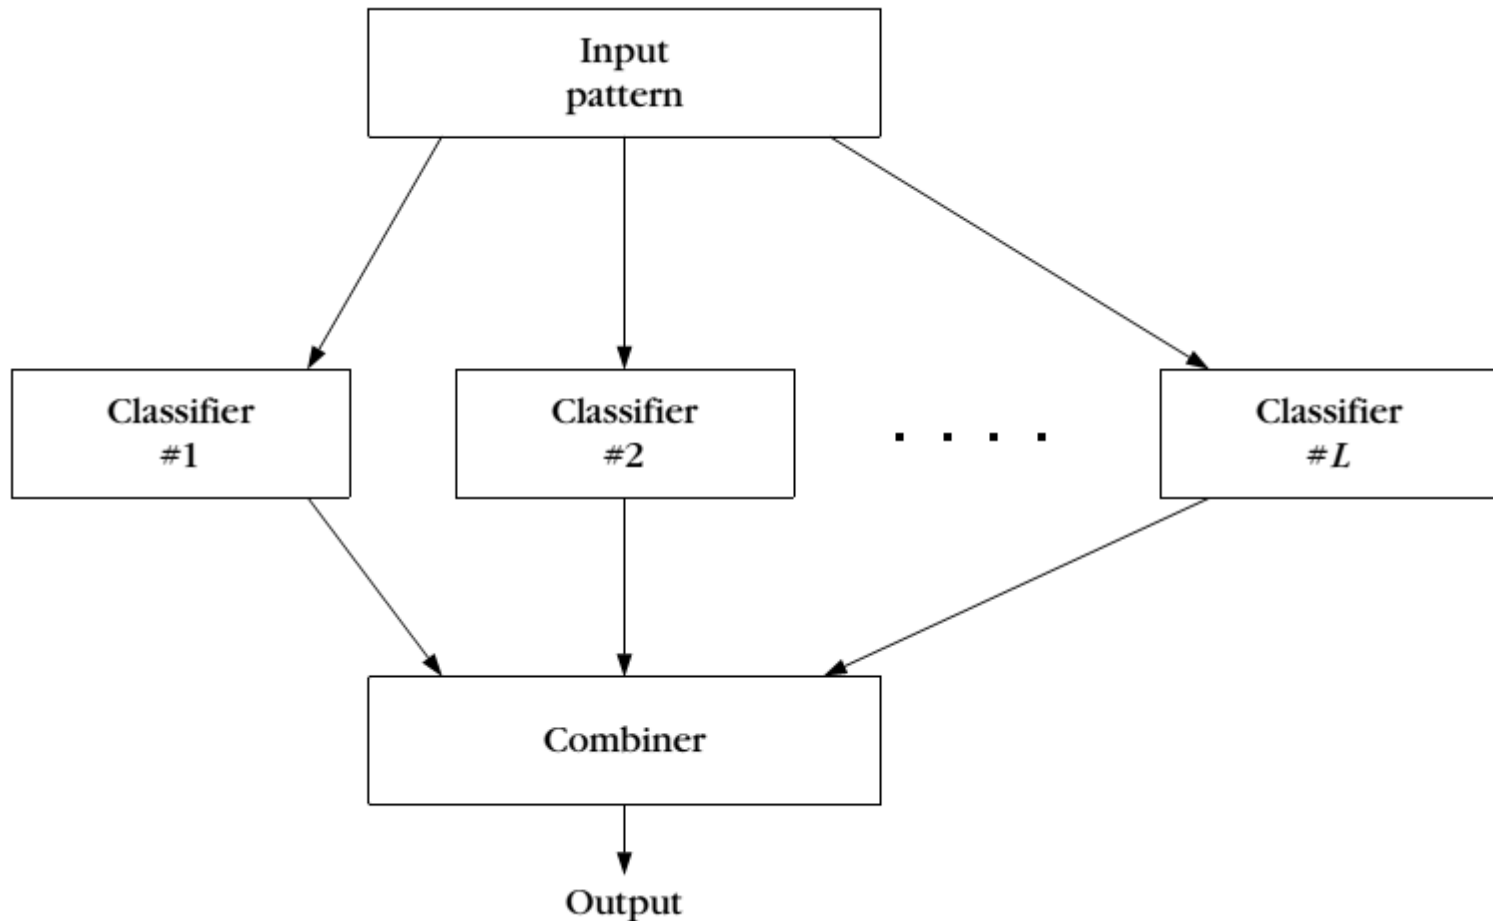 Input
pattern
Classifier
#1
Classifier
#2
Classifier
#L
Combiner
Output